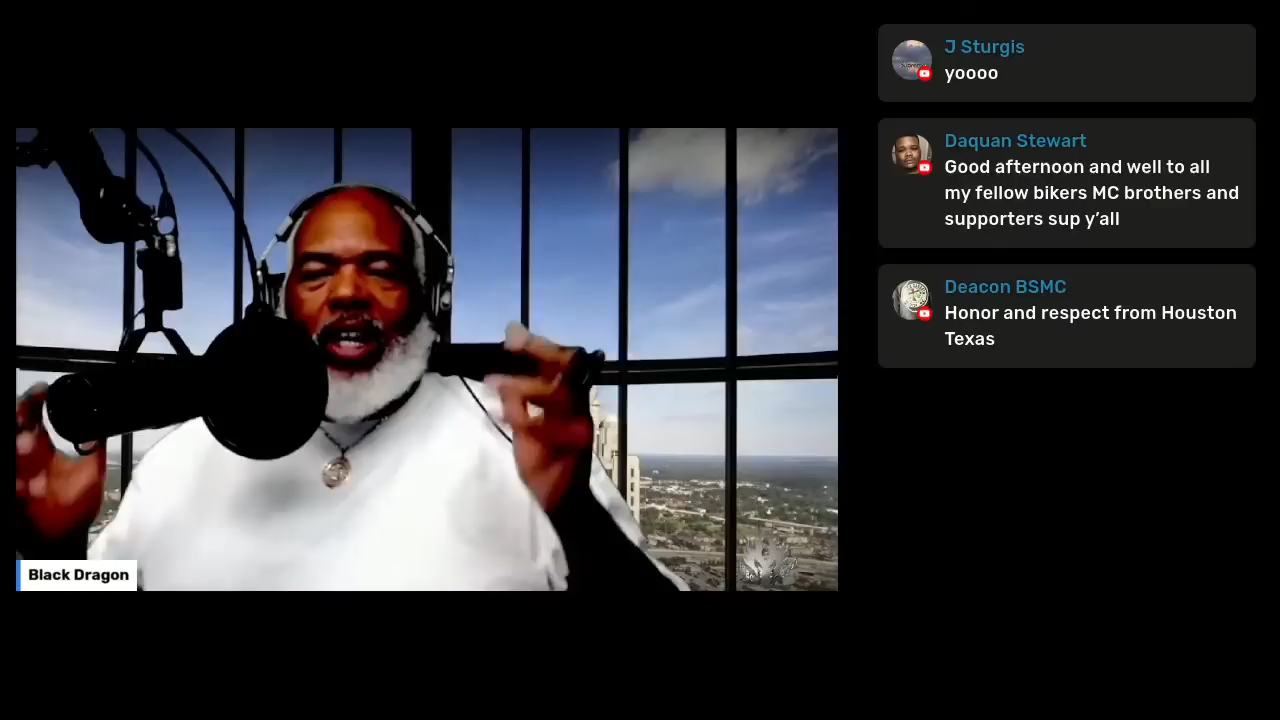 J Sturgis
yoooo
Daquan Stewart
Good afternoon and well to all
my fellow bikers MC brothers and
supporters sup y’all
Deacon BSMC
Honor and respect from Houston
Texas
Black Dragon